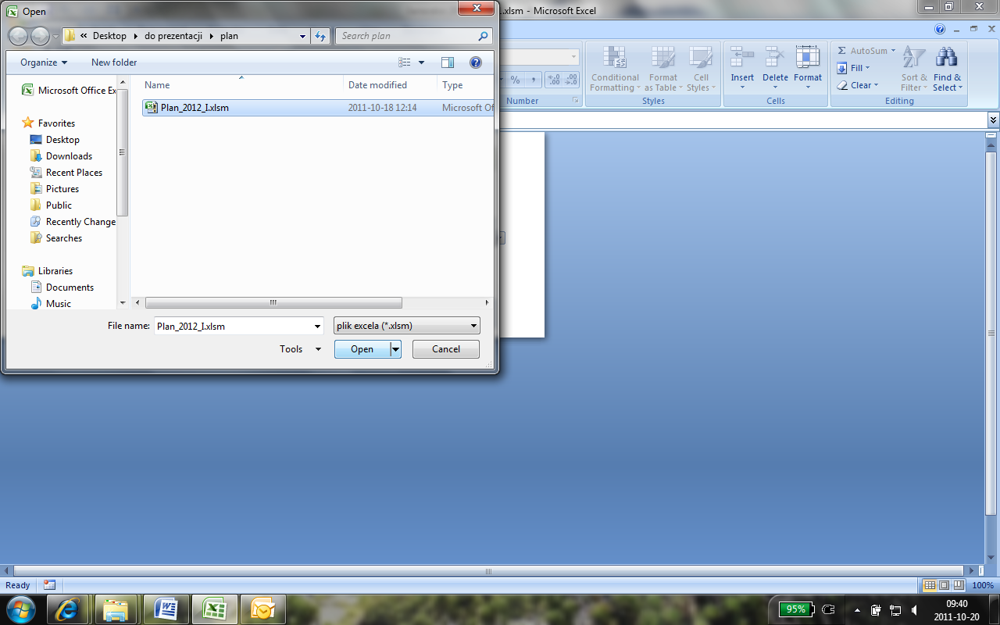 Open
.xlsm - Microsoft Excel
« Desktop do prezentacji plan
Search plan
Organize New folder
Microsoft Office Ex
Favorites
Desktop
Downloads
Recent Places
Pictures
Public
Recently Change
Searches
Libraries
Documents
Music
Name Date modified Type
Plan_2012_I.xlsm 2011-10-18 12:14 Microsoft Of
File name: Plan_2012_I.xlsm plik excela (*.xlsm)
Tools Open Cancel
% ,
Number
Conditional Formatting
Format as Table
Cell Styles
Styles
Insert Delete Format
Cells
Σ AutoSum
Fill
Clear
Sort & Filter
Find & Select
Editing
Ready 100%
95% 09:40
2011-10-20